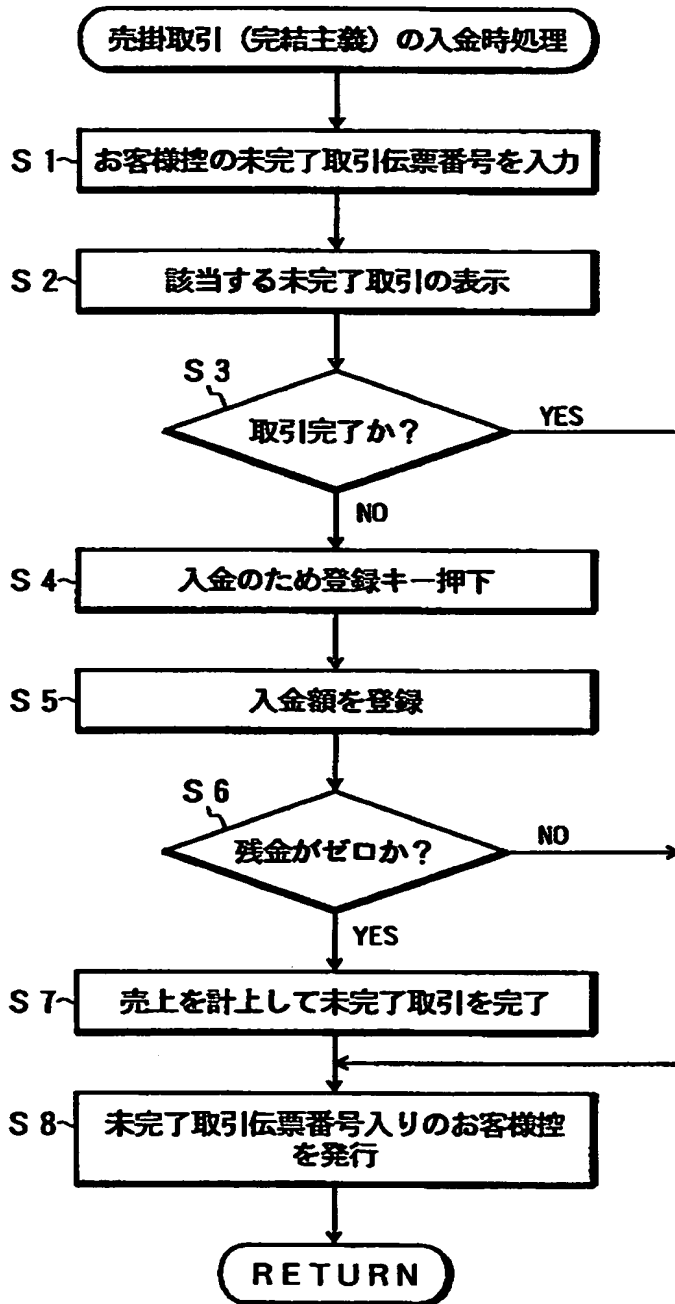 売掛取引（完結主義）の入金時処理
S1
お客様控の未完了取引伝票番号を入力
S2
該当する未完了取引の表示
S3
取引完了か？
YES
NO
S4
入金のため登録キー押下
S5
入金額を登録
S6
残金がゼロか？
NO
YES
S7
売上を計上して未完了取引を完了
S8
未完了取引伝票番号入りのお客様控
を発行
RETURN